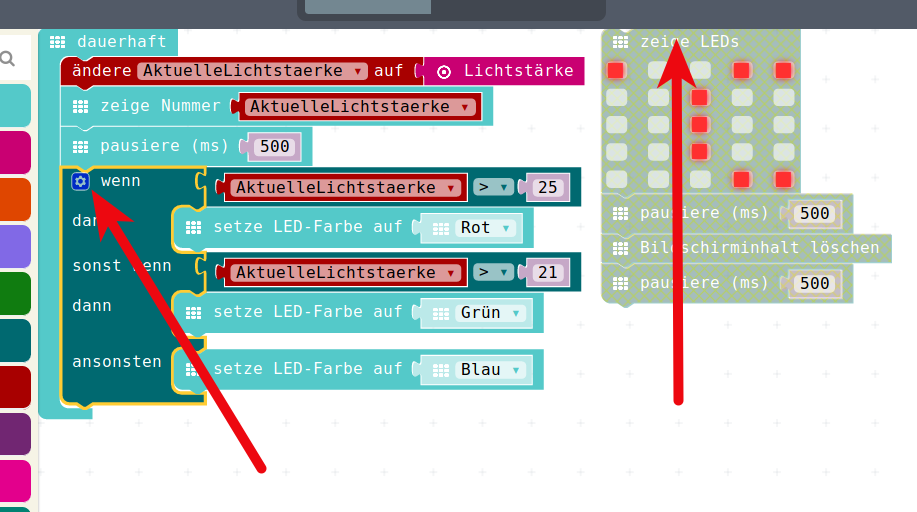 dauerhaft
ändere AktuelleLichtstaerke auf Lichtstärke
zeige Nummer AktuelleLichtstaerke
pausiere (ms) 500
wenn AktuelleLichtstaerke > 25
dann setze LED-Farbe auf Rot
sonst wenn AktuelleLichtstaerke > 21
dann setze LED-Farbe auf Grün
ansonsten setze LED-Farbe auf Blau
zeige LEDs
pausiere (ms) 500
Bildschirminhalt löschen
pausiere (ms) 500